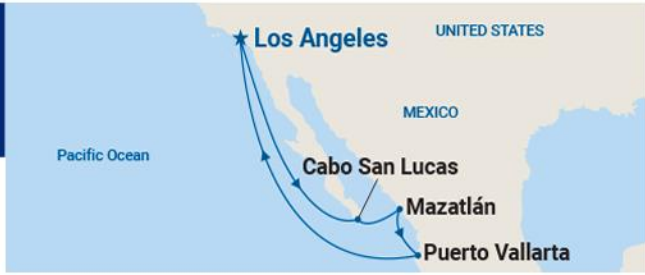 Los Angeles
UNITED STATES
MEXICO
Pacific Ocean
Cabo San Lucas
Mazatlán
Puerto Vallarta